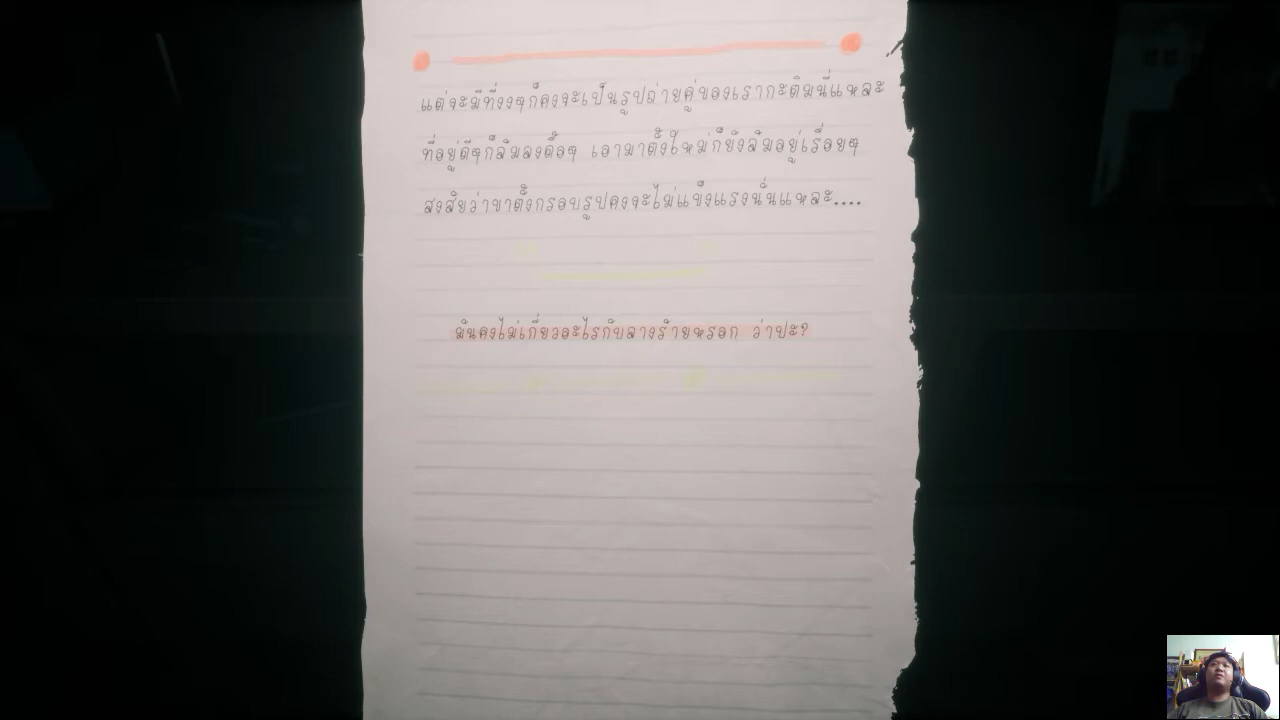 แต่จะมีที่งงๆก็คงจะเป็นรูปถ่ายคู่ของเรากะติมนี่แหละ
ที่อยู่ดีๆก็ล้มลงดื้อๆ เอามาตั้งใหม่ก็ยังล้มอยู่เรื่อยๆ
สงสัยว่าขาตั้งกรอบรูปคงจะไม่แข็งแรงนั่นแหละ....
มันคงไม่เกี่ยวอะไรกับลางร้ายหรอก ว่าปะ?